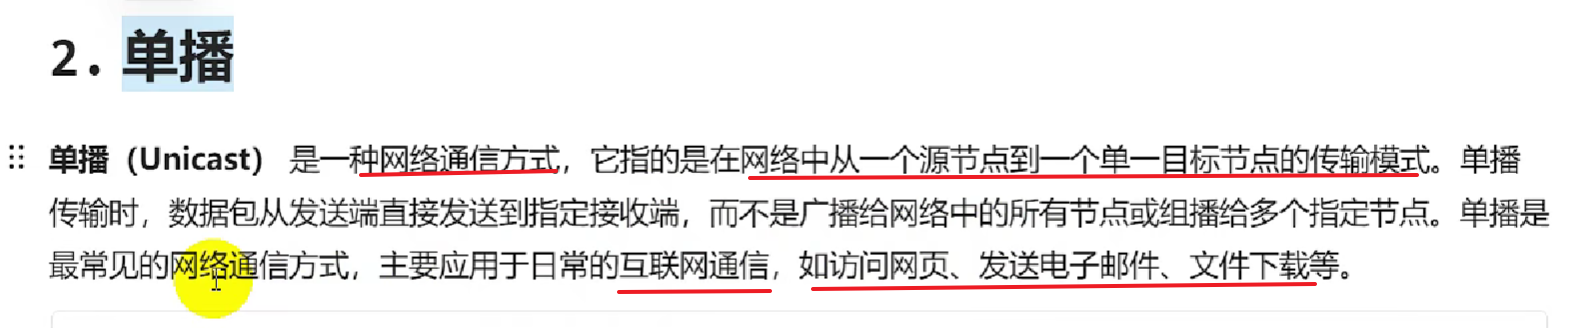 2. 单播
单播（Unicast） 是一种网络通信方式，它指的是在网络中从一个源节点到一个单一目标节点的传输模式。单播
传输时，数据包从发送端直接发送到指定接收端，而不是广播给网络中的所有节点或组播给多个指定节点。单播是
最常见的网络通信方式，主要应用于日常的互联网通信，如访问网页、发送电子邮件、文件下载等。